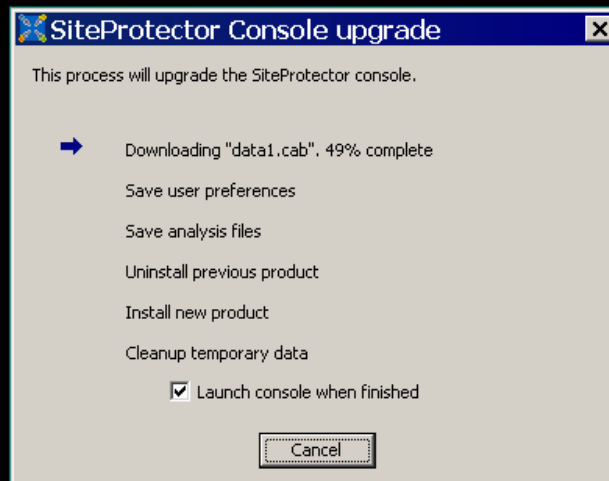 SiteProtector Console upgrade
This process will upgrade the SiteProtector console.
Downloading "data1.cab". 49% complete
Save user preferences
Save analysis files
Uninstall previous product
Install new product
Cleanup temporary data
Launch console when finished
Cancel